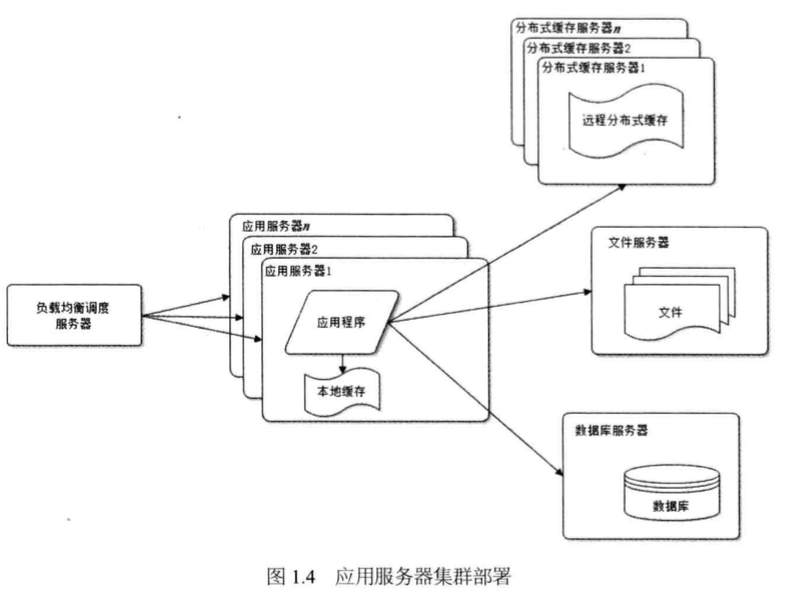 分布式缓存服务器n
分布式缓存服务器2
分布式缓存服务器1
远程分布式缓存
应用服务器n
应用服务器2
应用服务器1
应用程序
本地缓存
负载均衡调度
服务器
文件服务器
文件
数据库服务器
数据库
图 1.4 应用服务器集群部署